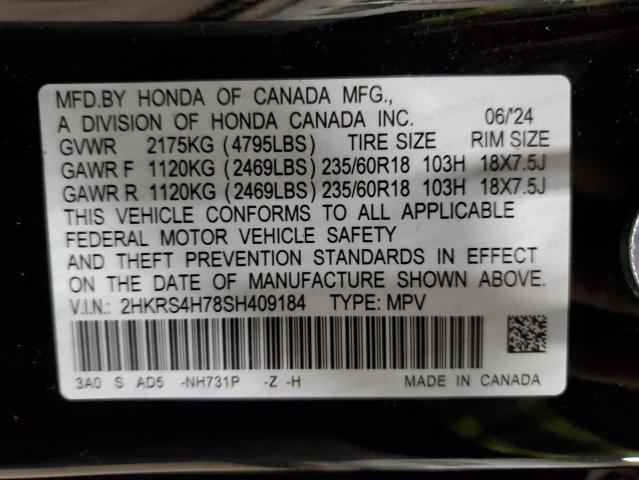 MFD.BY HONDA OF CANADA MFG.,
A DIVISION OF HONDA CANADA INC. 06/'24
GVWR 2175KG (4795LBS) TIRE SIZE RIM SIZE
GAWR F 1120KG (2469LBS) 235/60R18 103H 18X7.5J
GAWR R 1120KG (2469LBS) 235/60R18 103H 18X7.5J
THIS VEHICLE CONFORMS TO ALL APPLICABLE
FEDERAL MOTOR VEHICLE SAFETY
AND THEFT PREVENTION STANDARDS IN EFFECT
ON THE DATE OF MANUFACTURE SHOWN ABOVE.
V.I.N.: 2HKRS4H78SH409184 TYPE: MPV
3A0 S AD5 -NH731P -Z -H MADE IN CANADA